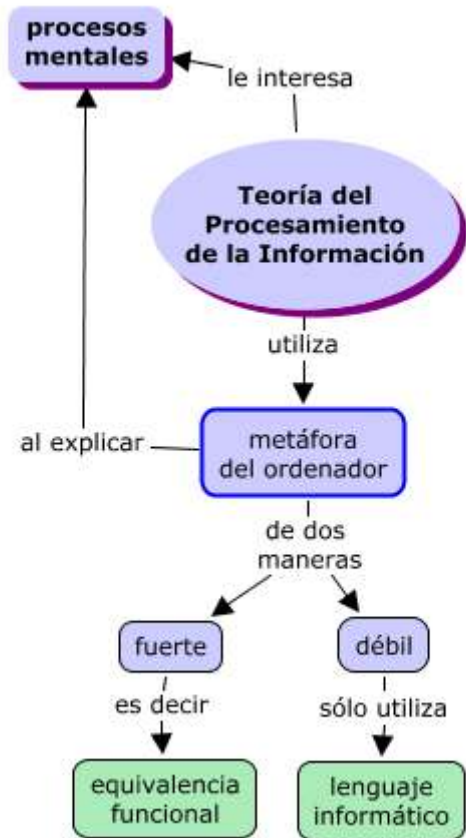 procesos
mentales
le interesa
Teoría del
Procesamiento
de la Información
utiliza
al explicar
metáfora
del ordenador
de dos
maneras
fuerte
débil
es decir
sólo utiliza
equivalencia
funcional
lenguaje
informático